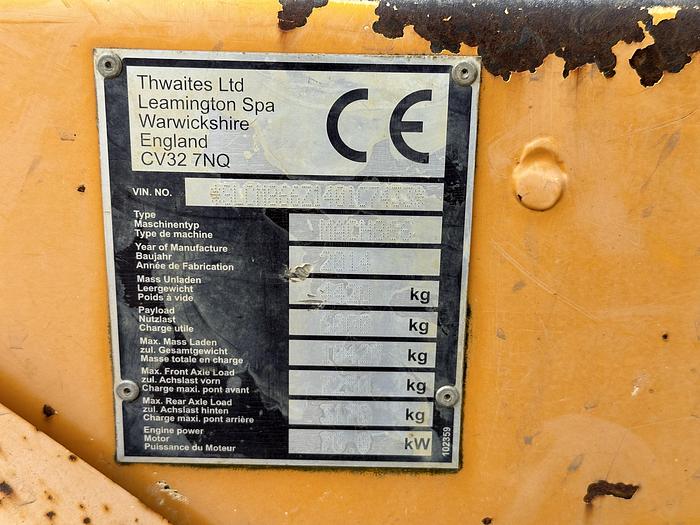 Thwaites Ltd
Leamington Spa
Warwickshire
England
CV32 7NQ
CE
VIN. NO.
Type
Maschinentyp
Type de machine
Year of Manufacture
Baujahr
Année de Fabrication
Mass Unladen
Leergewicht
Poids à vide
kg
Payload
Nutzlast
Charge utile
kg
Max. Mass Laden
zul. Gesamtgewicht
Masse totale en charge
kg
Max. Front Axle Load
zul. Achslast vorn
Charge maxi. pont avant
kg
Max. Rear Axle Load
zul. Achslast hinten
Charge maxi. pont arrière
kg
Engine power
Motor
Puissance du Moteur
kW
102359